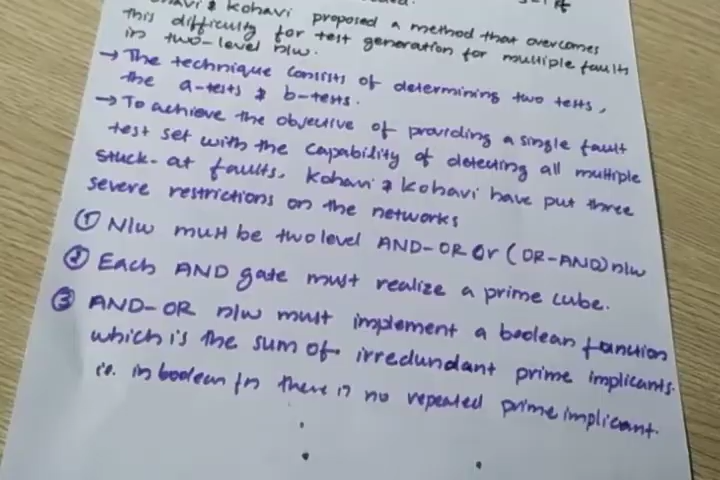 & Kohavi proposed a method that overcomes
this difficulty for test generation for multiple faults
in two-level n/w.
→ The technique consists of determining two tests,
the a-tests & b-tests.
→ To achieve the objective of providing a single fault
test set with the capability of detecting all multiple
stuck-at faults, Kohavi & Kohavi have put three
severe restrictions on the networks
① N/w must be two level AND-OR or (OR-AND) n/w
② Each AND gate must realize a prime cube.
③ AND-OR n/w must implement a boolean function
which is the sum of irredundant prime implicants.
i.e. in boolean fn there is no repeated prime implicant.